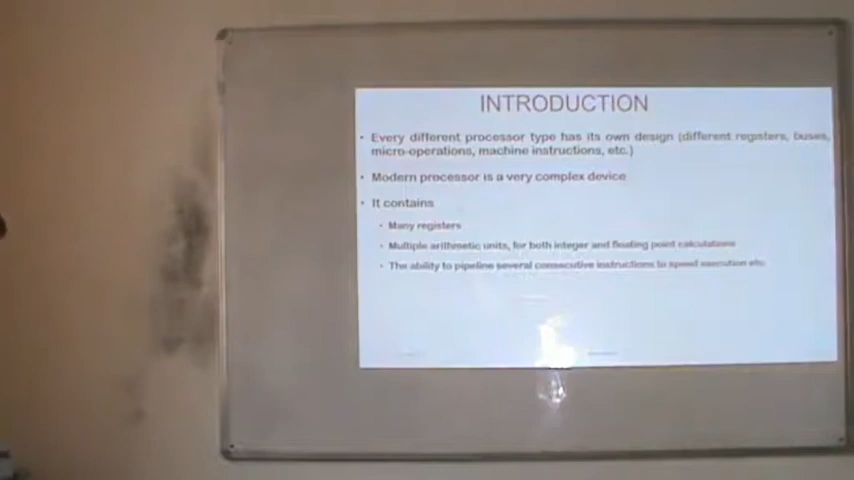 INTRODUCTION
• Every different processor type has its own design (different registers, buses,
micro-operations, machine instructions, etc.)
• Modern processor is a very complex device
• It contains
• Many registers
• Multiple arithmetic units, for both integer and floating point calculations
• The ability to pipeline several consecutive instructions to speed execution etc.